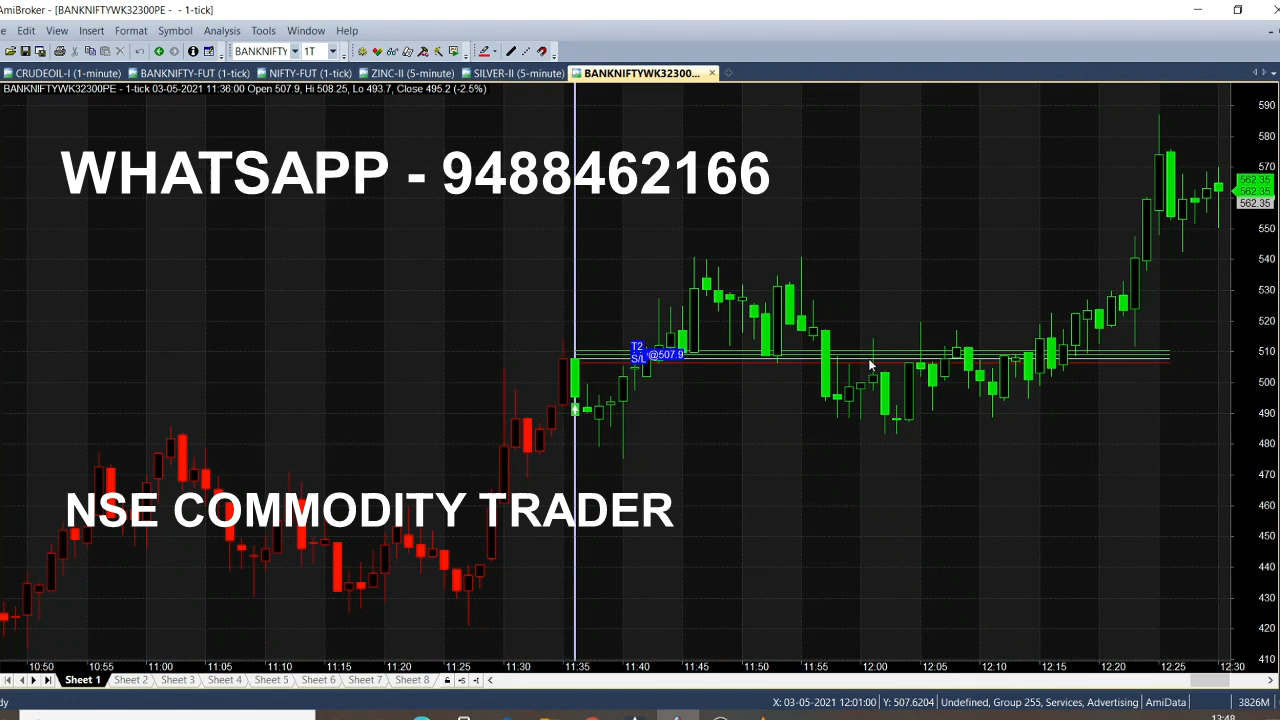 AmiBroker - [BANKNIFTYWK32300PE - - 1-tick]
Edit View Insert Format Symbol Analysis Tools Window Help
BANKNIFTY 1T
CRUDEOIL-I (1-minute) BANKNIFTY-FUT (1-tick) NIFTY-FUT (1-tick) ZINC-II (5-minute) SILVER-II (5-minute) BANKNIFTYWK32300...
BANKNIFTYWK32300PE - 1-tick 03-05-2021 11:36:00 Open 507.9, Hi 508.25, Lo 493.7, Close 495.2 (-2.5%)
590
580
WHATSAPP - 9488462166
570
562.35
562.35
562.35
550
540
530
520
T2
510
@507.9
S/L
500
490
480
470
460
NSE COMMODITY TRADER
450
440
430
420
410
10:50 10:55 11:00 11:05 11:10 11:15 11:20 11:25 11:30 11:35 11:40 11:45 11:50 11:55 12:00 12:05 12:10 12:15 12:20 12:25 12:30
Sheet 1 Sheet 2 Sheet 3 Sheet 4 Sheet 5 Sheet 6 Sheet 7 Sheet 8
X: 03-05-2021 12:01:00 Y: 507.6204 Undefined, Group 255, Services, Advertising AmiData 3826M